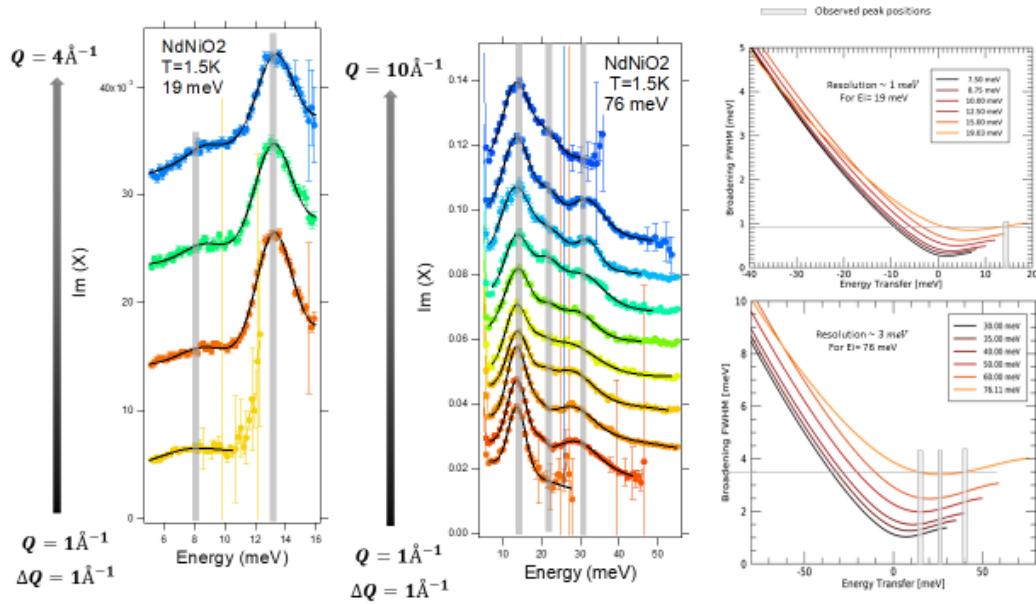 Q = 4Å⁻¹
NdNiO2
T=1.5K
19 meV
40x10⁻³
30
20
10
0
Im (X)
6
8
10
12
14
16
Energy (meV)
Q = 1Å⁻¹
ΔQ = 1Å⁻¹
Q = 10Å⁻¹
NdNiO2
T=1.5K
76 meV
0.14
0.12
0.10
0.08
0.06
0.04
0.02
0.00
Im (X)
10
20
30
40
50
Energy (meV)
Q = 1Å⁻¹
ΔQ = 1Å⁻¹
Observed peak positions
Resolution ~ 1 meV
For Ei= 19 meV
7.50 meV
8.75 meV
10.00 meV
12.50 meV
15.00 meV
19.03 meV
5
4
3
2
1
0
Broadening FWHM [meV]
-40
-30
-20
-10
0
10
20
Energy Transfer [meV]
Resolution ~ 3 meV
For Ei= 76 meV
30.00 meV
35.00 meV
40.00 meV
50.00 meV
60.00 meV
76.11 meV
10
8
6
4
2
0
Broadening FWHM [meV]
-50
0
50
Energy Transfer [meV]